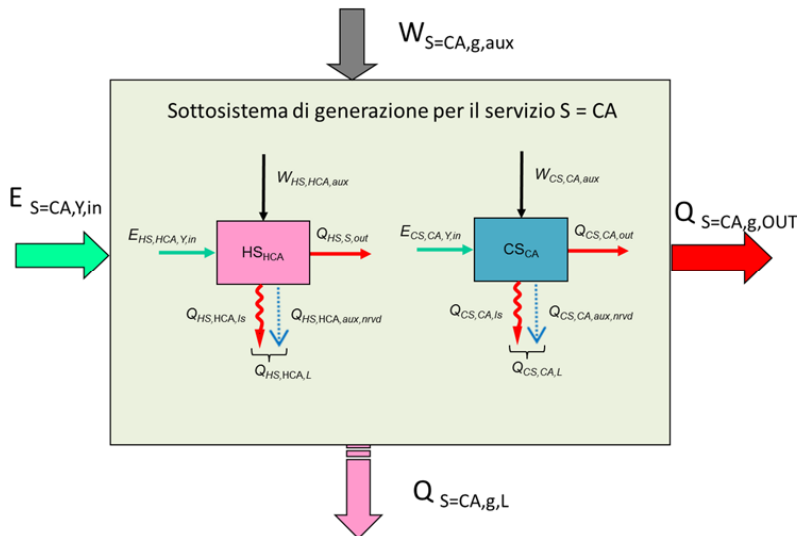 W S=CA,g,aux
Sottosistema di generazione per il servizio S = CA
W HS,HCA,aux
W CS,CA,aux
E S=CA,Y,in
E HS,HCA,Y,in
Q HS,S,out
E CS,CA,Y,in
Q CS,CA,out
Q S=CA,g,OUT
HS HCA
CS CA
Q HS,HCA,ls
Q HS,HCA,aux,nrvd
Q CS,CA,ls
Q CS,CA,aux,nrvd
Q HS,HCA,L
Q CS,CA,L
Q S=CA,g,L